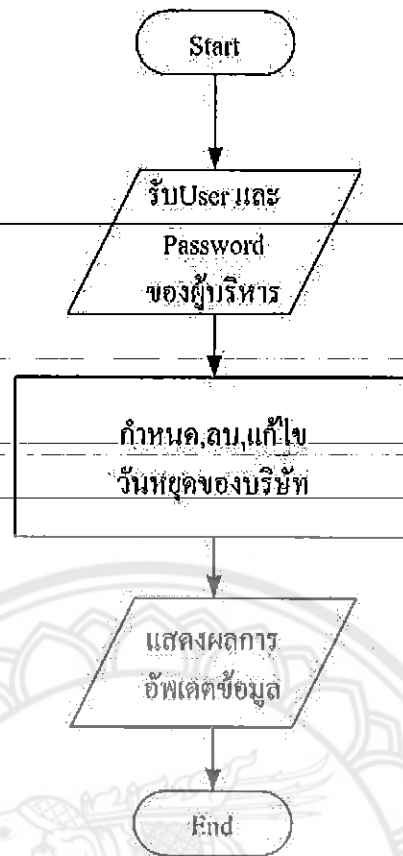 Start
รับUserและ
Password
ของผู้บริหาร
กำหนด,ลบ,แก้ไข
วันหยุดของบริษัท
แสดงผลการ
อัพเดตข้อมูล
End